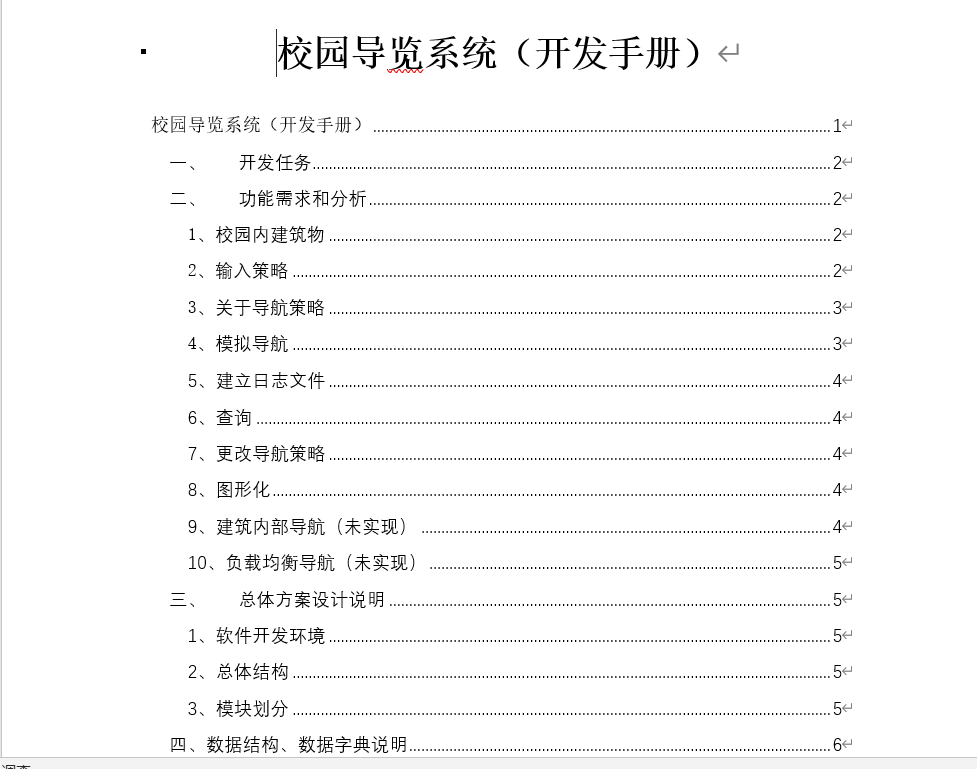 校园导览系统（开发手册）
校园导览系统（开发手册）........1
一、 开发任务........2
二、 功能需求和分析........2
1、校园内建筑物........2
2、输入策略........2
3、关于导航策略........3
4、模拟导航........3
5、建立日志文件........4
6、查询........4
7、更改导航策略........4
8、图形化........4
9、建筑内部导航（未实现）........4
10、负载均衡导航（未实现）........5
三、 总体方案设计说明........5
1、软件开发环境........5
2、总体结构........5
3、模块划分........5
四、数据结构、数据字典说明........6